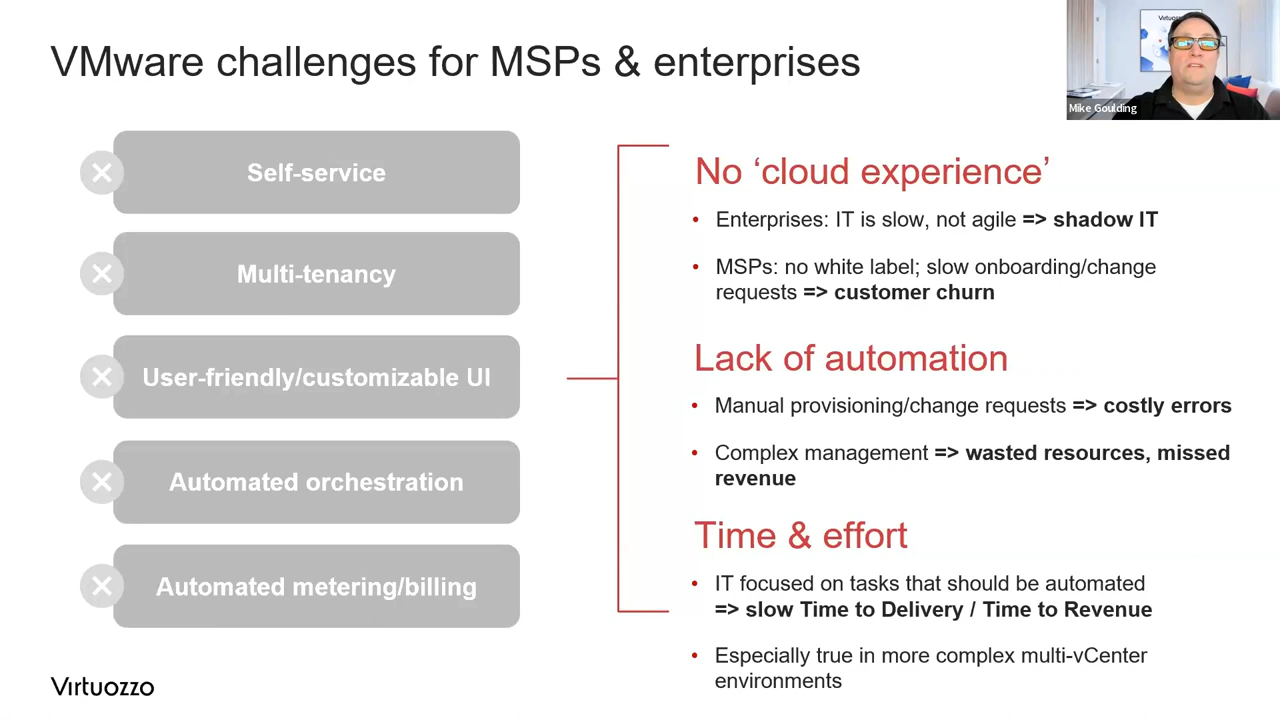 VMware challenges for MSPs & enterprises
Virtuozzo
Mike Goulding
Self-service
Multi-tenancy
User-friendly/customizable UI
Automated orchestration
Automated metering/billing
No ‘cloud experience’
• Enterprises: IT is slow, not agile => shadow IT
• MSPs: no white label; slow onboarding/change
requests => customer churn
Lack of automation
• Manual provisioning/change requests => costly errors
• Complex management => wasted resources, missed
revenue
Time & effort
• IT focused on tasks that should be automated
=> slow Time to Delivery / Time to Revenue
• Especially true in more complex multi-vCenter
environments
Virtuozzo